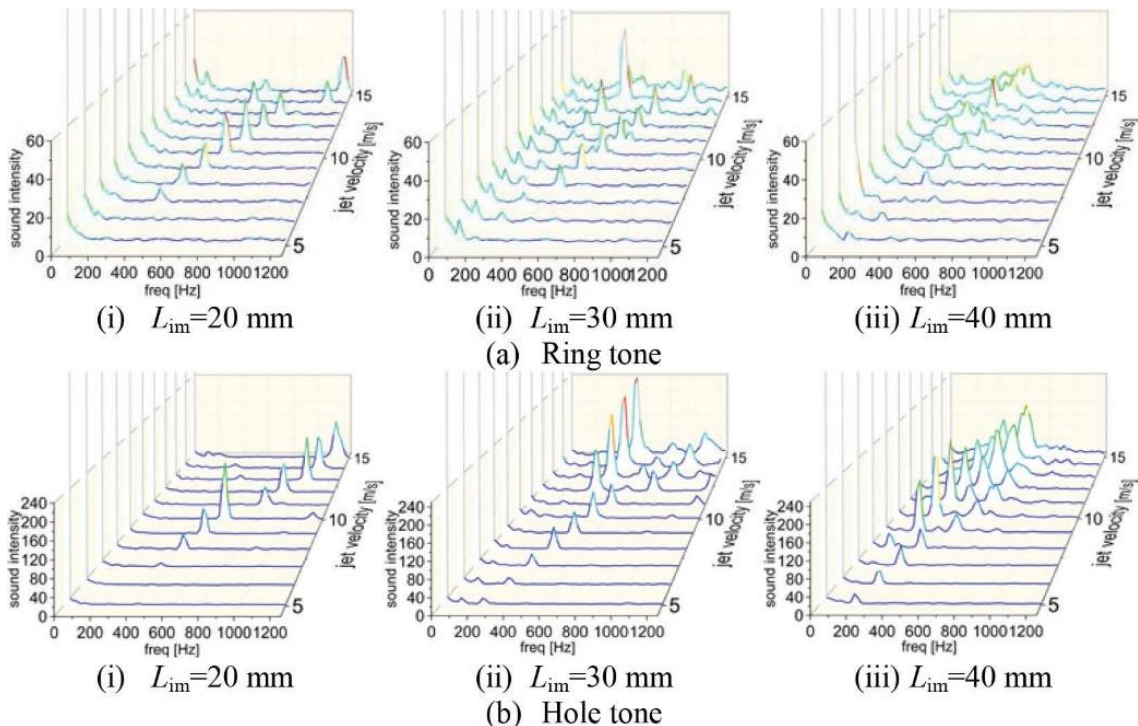 60
40
20
0
sound intensity
0 200 400 600 800 1000 1200
freq [Hz]
5
10
15
jet velocity [m/s]
(i) Lim=20 mm
60
40
20
0
sound intensity
0 200 400 600 800 1000 1200
freq [Hz]
5
10
15
jet velocity [m/s]
(ii) Lim=30 mm
60
40
20
0
sound intensity
0 200 400 600 800 1000 1200
freq [Hz]
5
10
15
jet velocity [m/s]
(iii) Lim=40 mm
(a) Ring tone
240
200
160
120
80
40
0
sound intensity
0 200 400 600 800 1000 1200
freq [Hz]
5
10
15
jet velocity [m/s]
(i) Lim=20 mm
240
200
160
120
80
40
0
sound intensity
0 200 400 600 800 1000 1200
freq [Hz]
5
10
15
jet velocity [m/s]
(ii) Lim=30 mm
240
200
160
120
80
40
0
sound intensity
0 200 400 600 800 1000 1200
freq [Hz]
5
10
15
jet velocity [m/s]
(iii) Lim=40 mm
(b) Hole tone